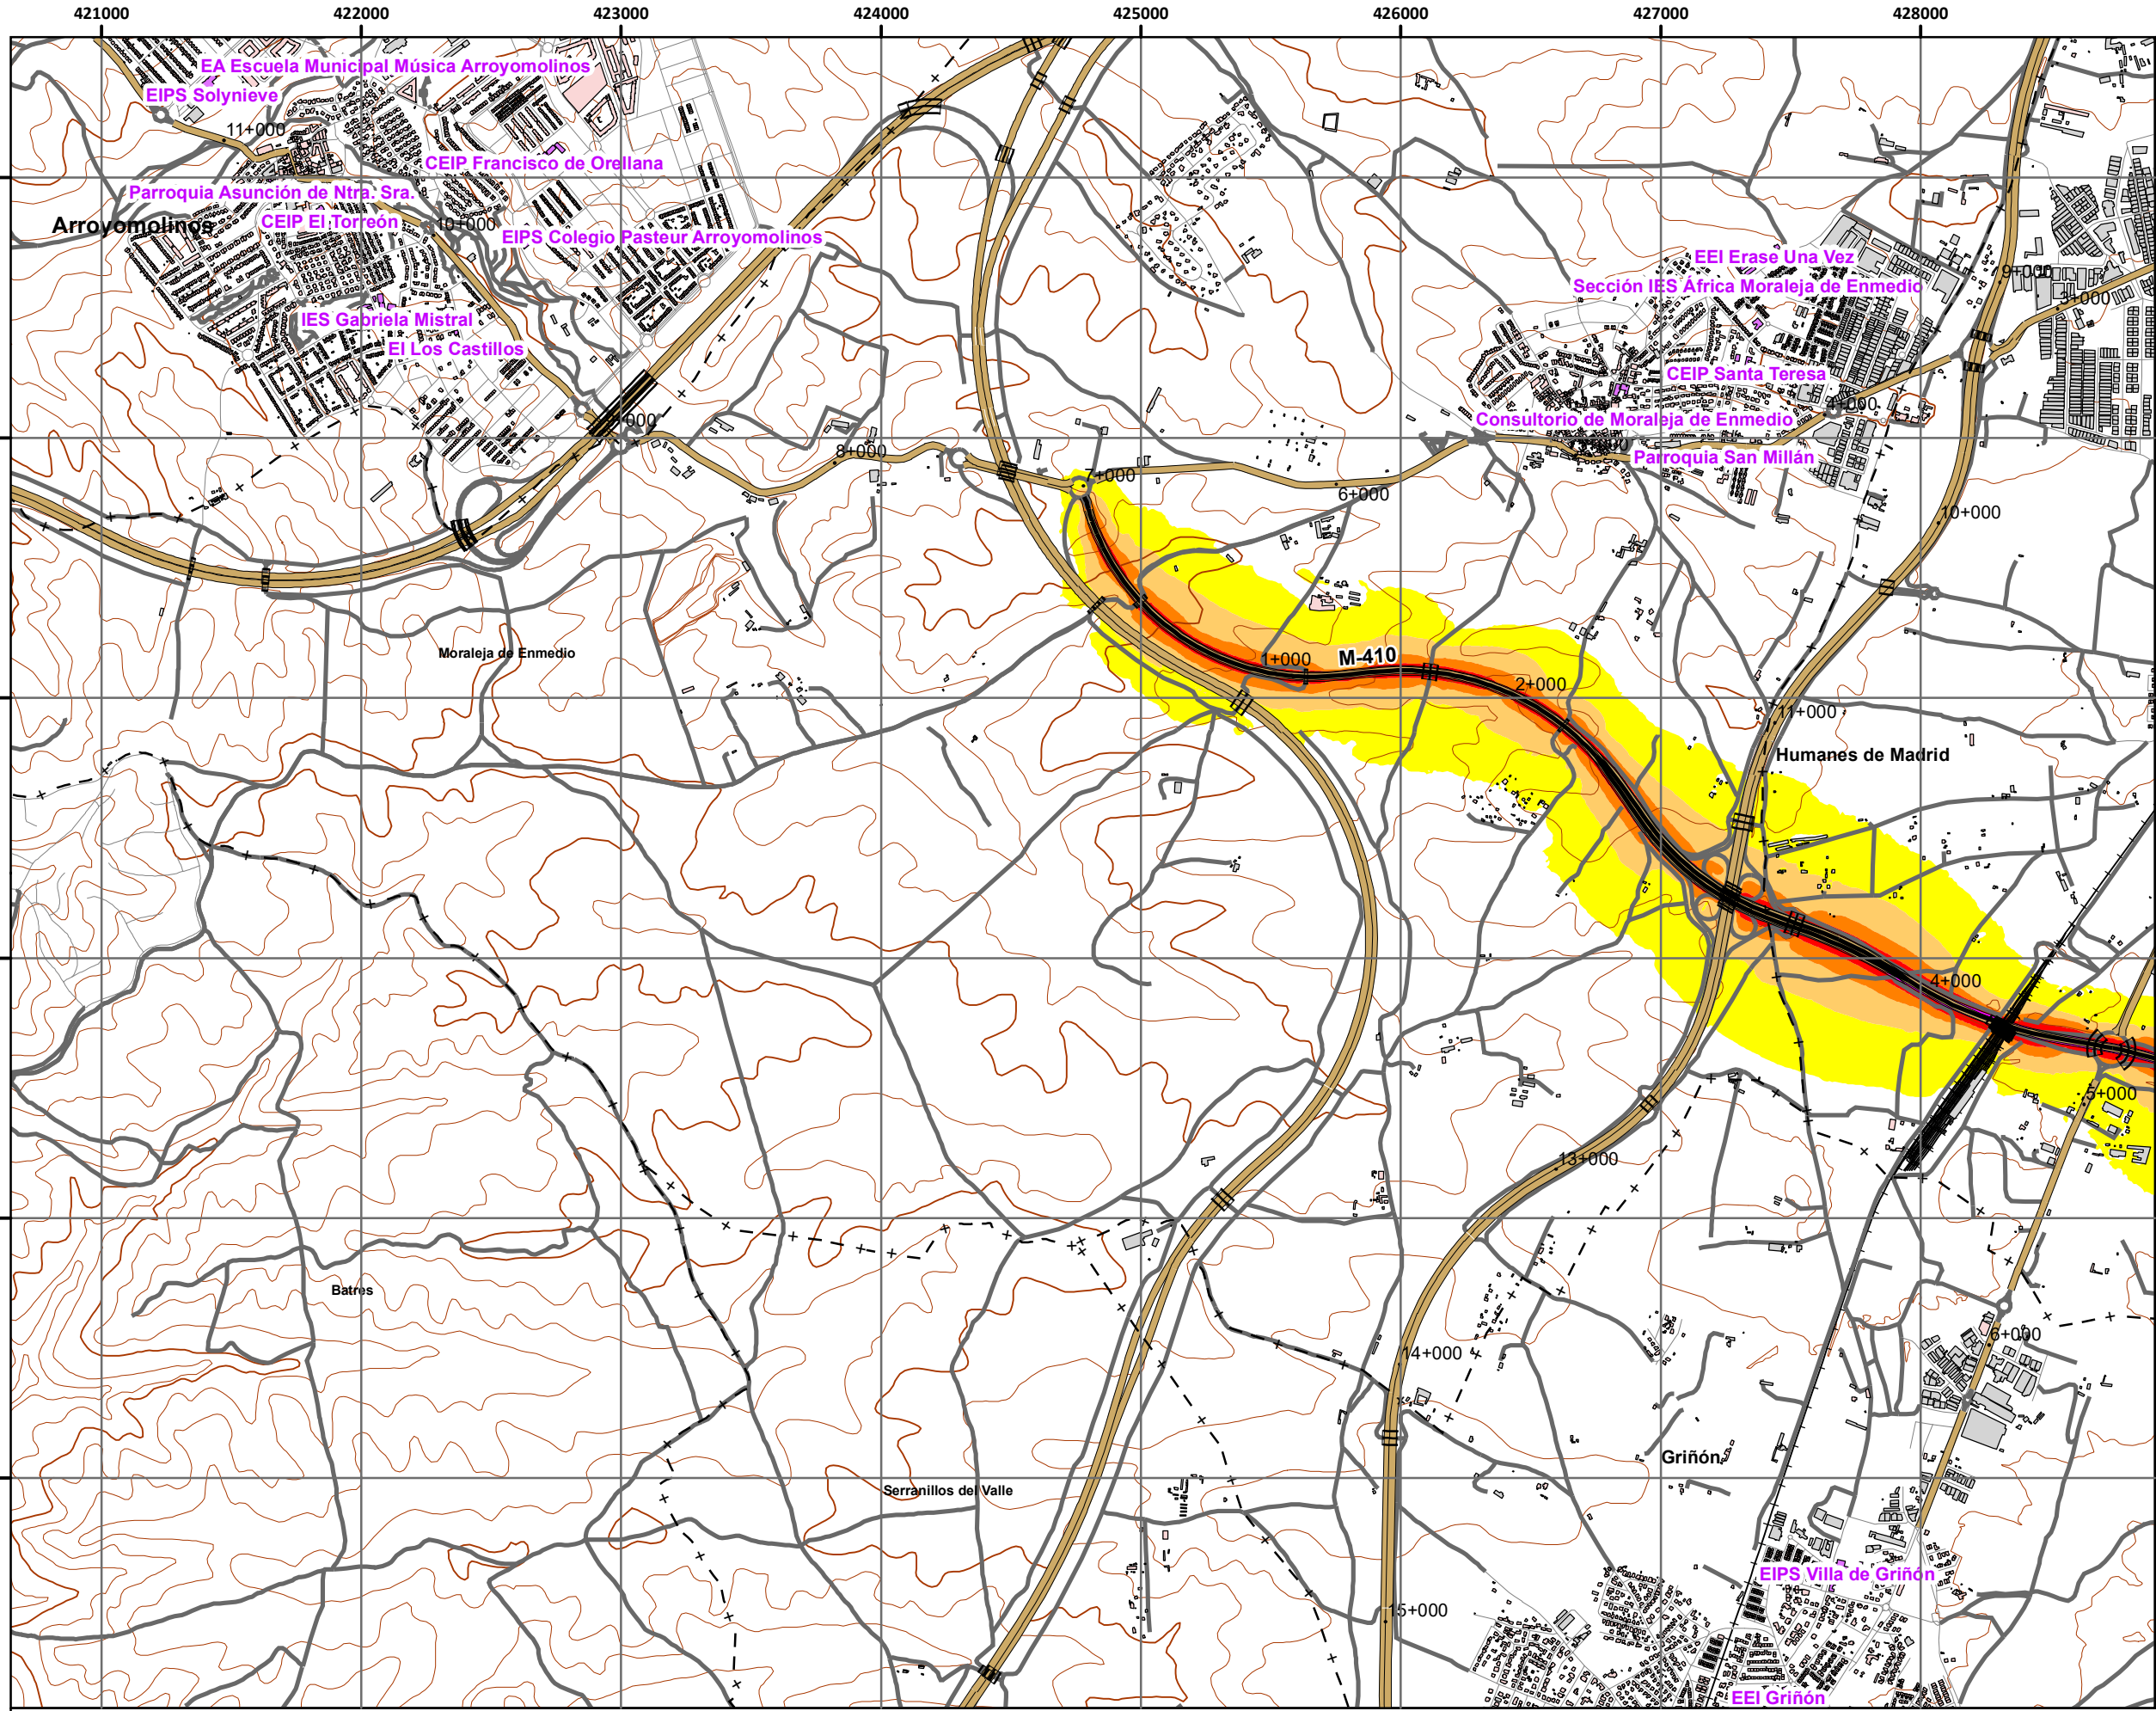 421000 422000 423000 424000 425000 426000 427000 428000
EA Escuela Municipal Música Arroyomolinos
EIPS Solynieve
11+000
CEIP Francisco de Orellana
Parroquia Asunción de Ntra. Sra.
Arroyomolinos
CEIP El Torreón
10+000
EIPS Colegio Pasteur Arroyomolinos
EEI Erase Una Vez
9+000
Sección IES África Moraleja de Enmedio
3+000
IES Gabriela Mistral
EI Los Castillos
CEIP Santa Teresa
4+000
Consultorio de Moraleja de Enmedio
000
8+000
Parroquia San Millán
7+000
6+000
10+000
Moraleja de Enmedio
1+000
M-410
2+000
11+000
Humanes de Madrid
4+000
5+000
13+000
Batres
6+000
14+000
Griñón
Serranillos del Valle
EIPS Villa de Griñón
15+000
EEI Griñón